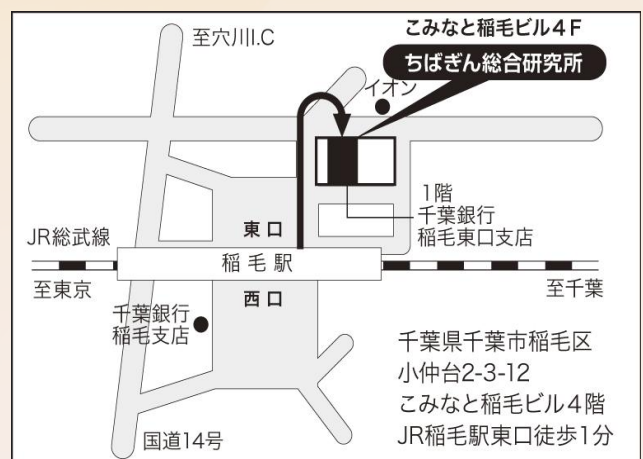 至穴川I.C
こみなと稲毛ビル4F
ちばぎん総合研究所
イオン
1階
千葉銀行
稲毛東口支店
東口
JR総武線
稲毛駅
至東京
西口
至千葉
千葉銀行
稲毛支店
国道14号
千葉県千葉市稲毛区
小仲台2-3-12
こみなと稲毛ビル4階
JR稲毛駅東口徒歩1分